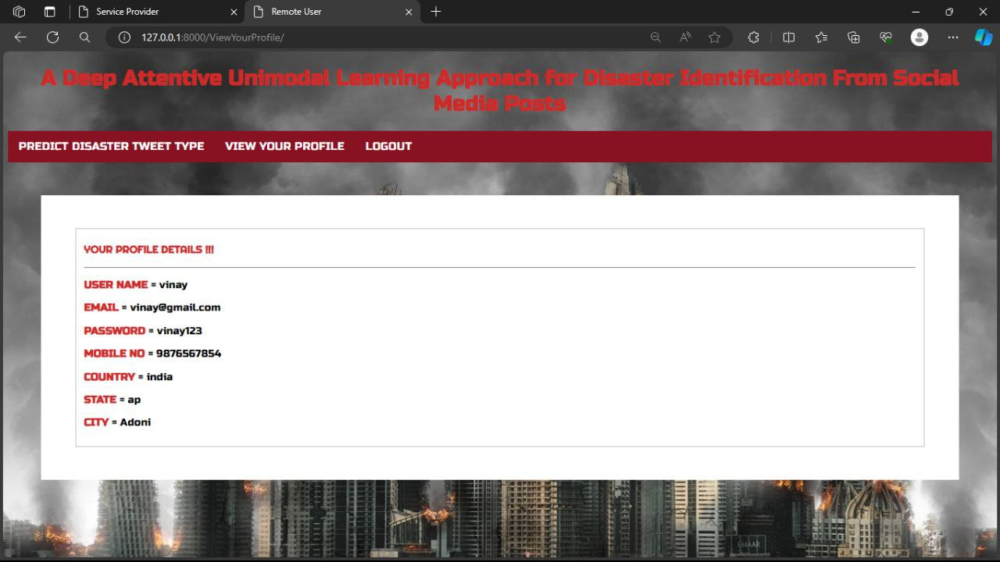 Service Provider
Remote User
127.0.0.1:8000/ViewYourProfile/
A Deep Attentive Unimodal Learning Approach for Disaster Identification From Social
Media Posts
PREDICT DISASTER TWEET TYPE VIEW YOUR PROFILE LOGOUT
YOUR PROFILE DETAILS !!!
USER NAME = vinay
EMAIL = vinay@gmail.com
PASSWORD = vinay123
MOBILE NO = 9876567854
COUNTRY = india
STATE = ap
CITY = Adoni
EMAAR